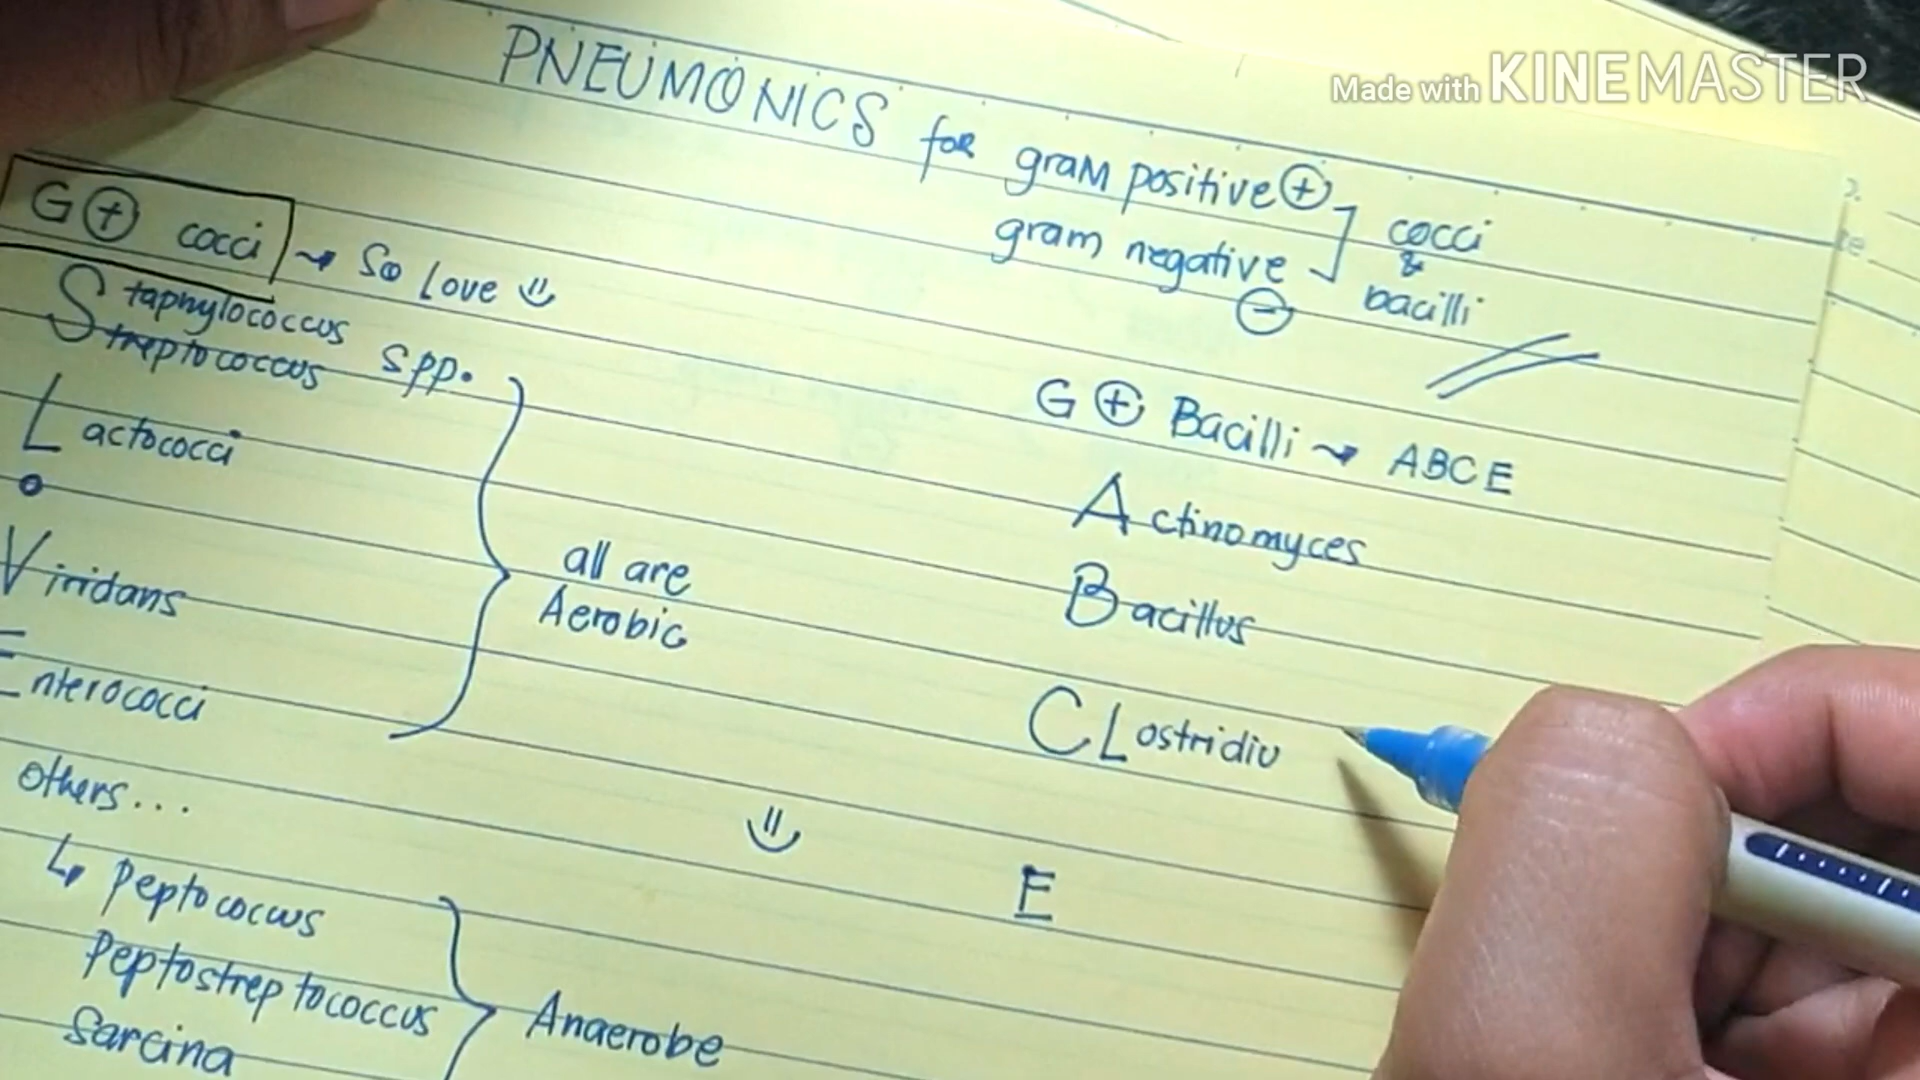 Made with KINEMASTER
PNEUMONICS for gram positive ⊕
gram negative ⊖
cocci
&
bacilli
G ⊕ cocci → So Love
Staphylococcus
Streptococcus spp.
Lactococci
o
Viridans
Enterococci
all are
Aerobic
others...
↳ Peptococcus
Peptostreptococcus
Sarcina
Anaerobe
G ⊕ Bacilli → ABCE
Actinomyces
Bacillus
CLostridiu
E